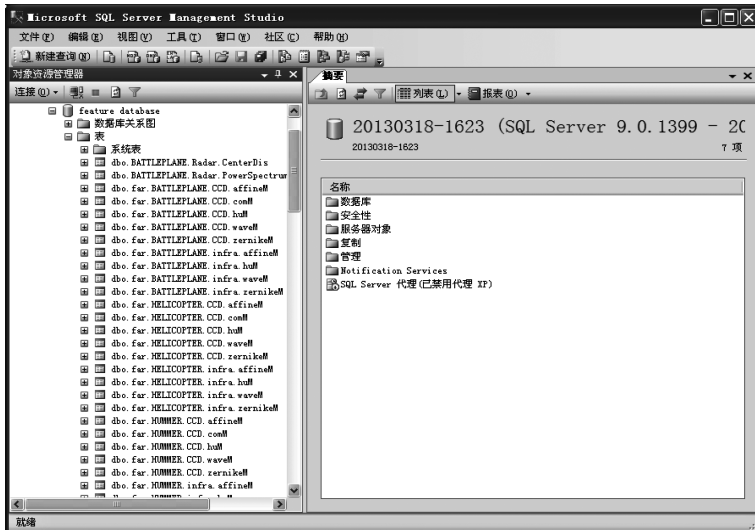 Microsoft SQL Server Management Studio
文件(F) 编辑(E) 视图(V) 工具(T) 窗口(W) 社区(C) 帮助(H)
新建查询(N)
对象资源管理器
连接(O)
feature database
数据库关系图
表
系统表
dbo.BATTLEPLANE.Radar.CenterDis
dbo.BATTLEPLANE.Radar.PowerSpectrum
dbo.far.BATTLEPLANE.CCD.affineM
dbo.far.BATTLEPLANE.CCD.comM
dbo.far.BATTLEPLANE.CCD.huM
dbo.far.BATTLEPLANE.CCD.waveM
dbo.far.BATTLEPLANE.CCD.zernikeM
dbo.far.BATTLEPLANE.infra.affineM
dbo.far.BATTLEPLANE.infra.huM
dbo.far.BATTLEPLANE.infra.waveM
dbo.far.BATTLEPLANE.infra.zernikeM
dbo.far.HELICOPTER.CCD.affineM
dbo.far.HELICOPTER.CCD.comM
dbo.far.HELICOPTER.CCD.huM
dbo.far.HELICOPTER.CCD.waveM
dbo.far.HELICOPTER.CCD.zernikeM
dbo.far.HELICOPTER.infra.affineM
dbo.far.HELICOPTER.infra.huM
dbo.far.HELICOPTER.infra.waveM
dbo.far.HELICOPTER.infra.zernikeM
dbo.far.HUMMER.CCD.affineM
dbo.far.HUMMER.CCD.comM
dbo.far.HUMMER.CCD.huM
dbo.far.HUMMER.CCD.waveM
dbo.far.HUMMER.CCD.zernikeM
dbo.far.HUMMER.infra.affineM
摘要
列表(L) 报表(O)
20130318-1623 (SQL Server 9.0.1399 - 20
20130318-1623 7 项
名称
数据库
安全性
服务器对象
复制
管理
Notification Services
SQL Server 代理(已禁用代理 XP)
就绪